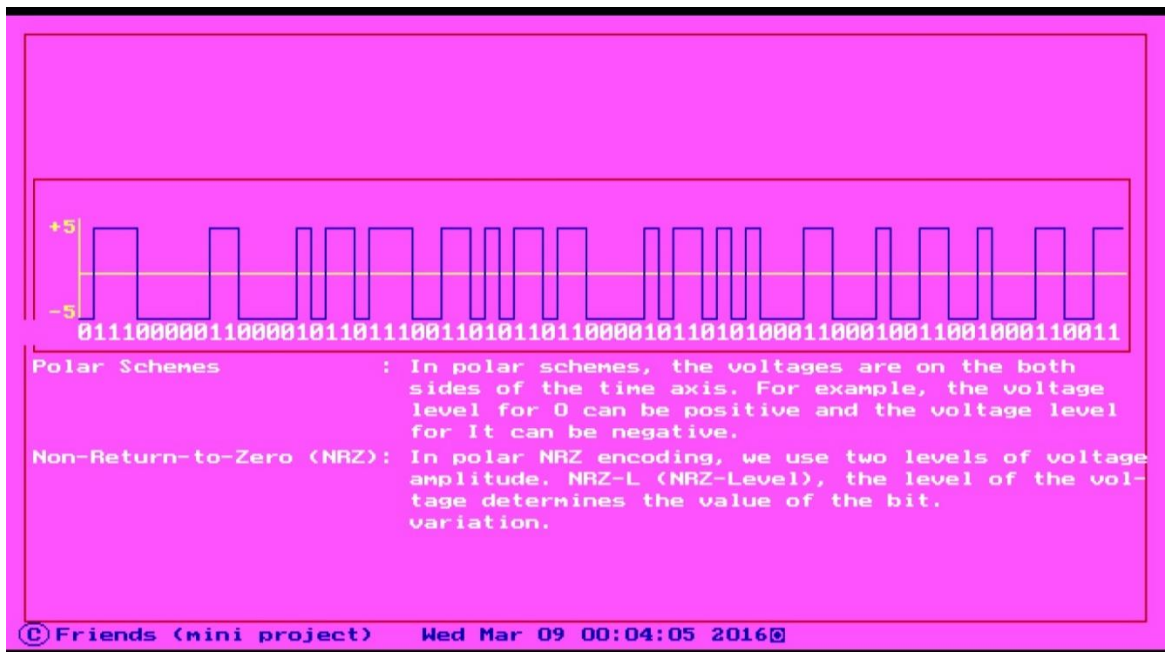 +5
-5
011100000110000101101110011010110110000101101010001100010011001000110011
Polar Schemes : In polar schemes, the voltages are on the both
sides of the time axis. For example, the voltage
level for 0 can be positive and the voltage level
for It can be negative.
Non-Return-to-Zero (NRZ): In polar NRZ encoding, we use two levels of voltage
amplitude. NRZ-L (NRZ-Level), the level of the vol-
tage determines the value of the bit.
variation.
©Friends (mini project) Wed Mar 09 00:04:05 2016